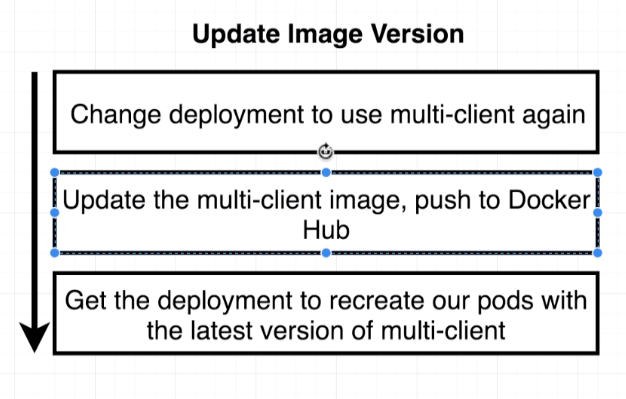 Update Image Version
Change deployment to use multi-client again
Update the multi-client image, push to Docker
Hub
Get the deployment to recreate our pods with
the latest version of multi-client